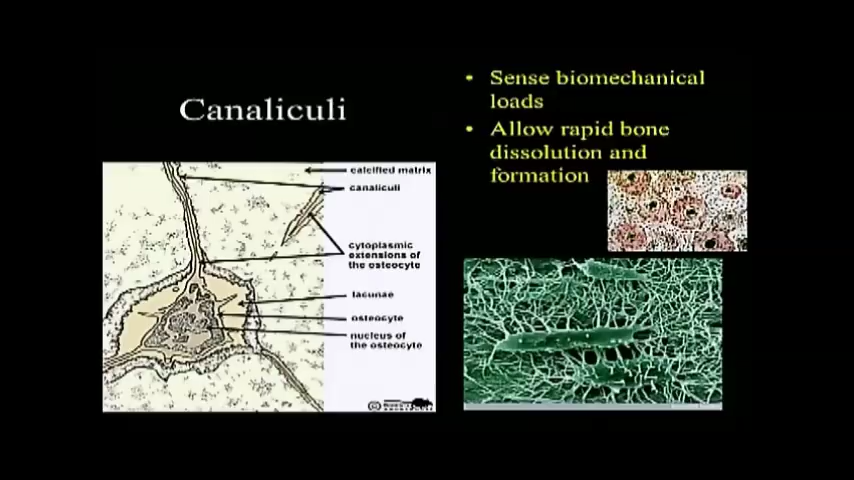 Canaliculi
• Sense biomechanical
loads
• Allow rapid bone
dissolution and
formation
calcified matrix
canaliculi
cytoplasmic
extensions of
the osteocyte
lacunae
osteocyte
nucleus of
the osteocyte